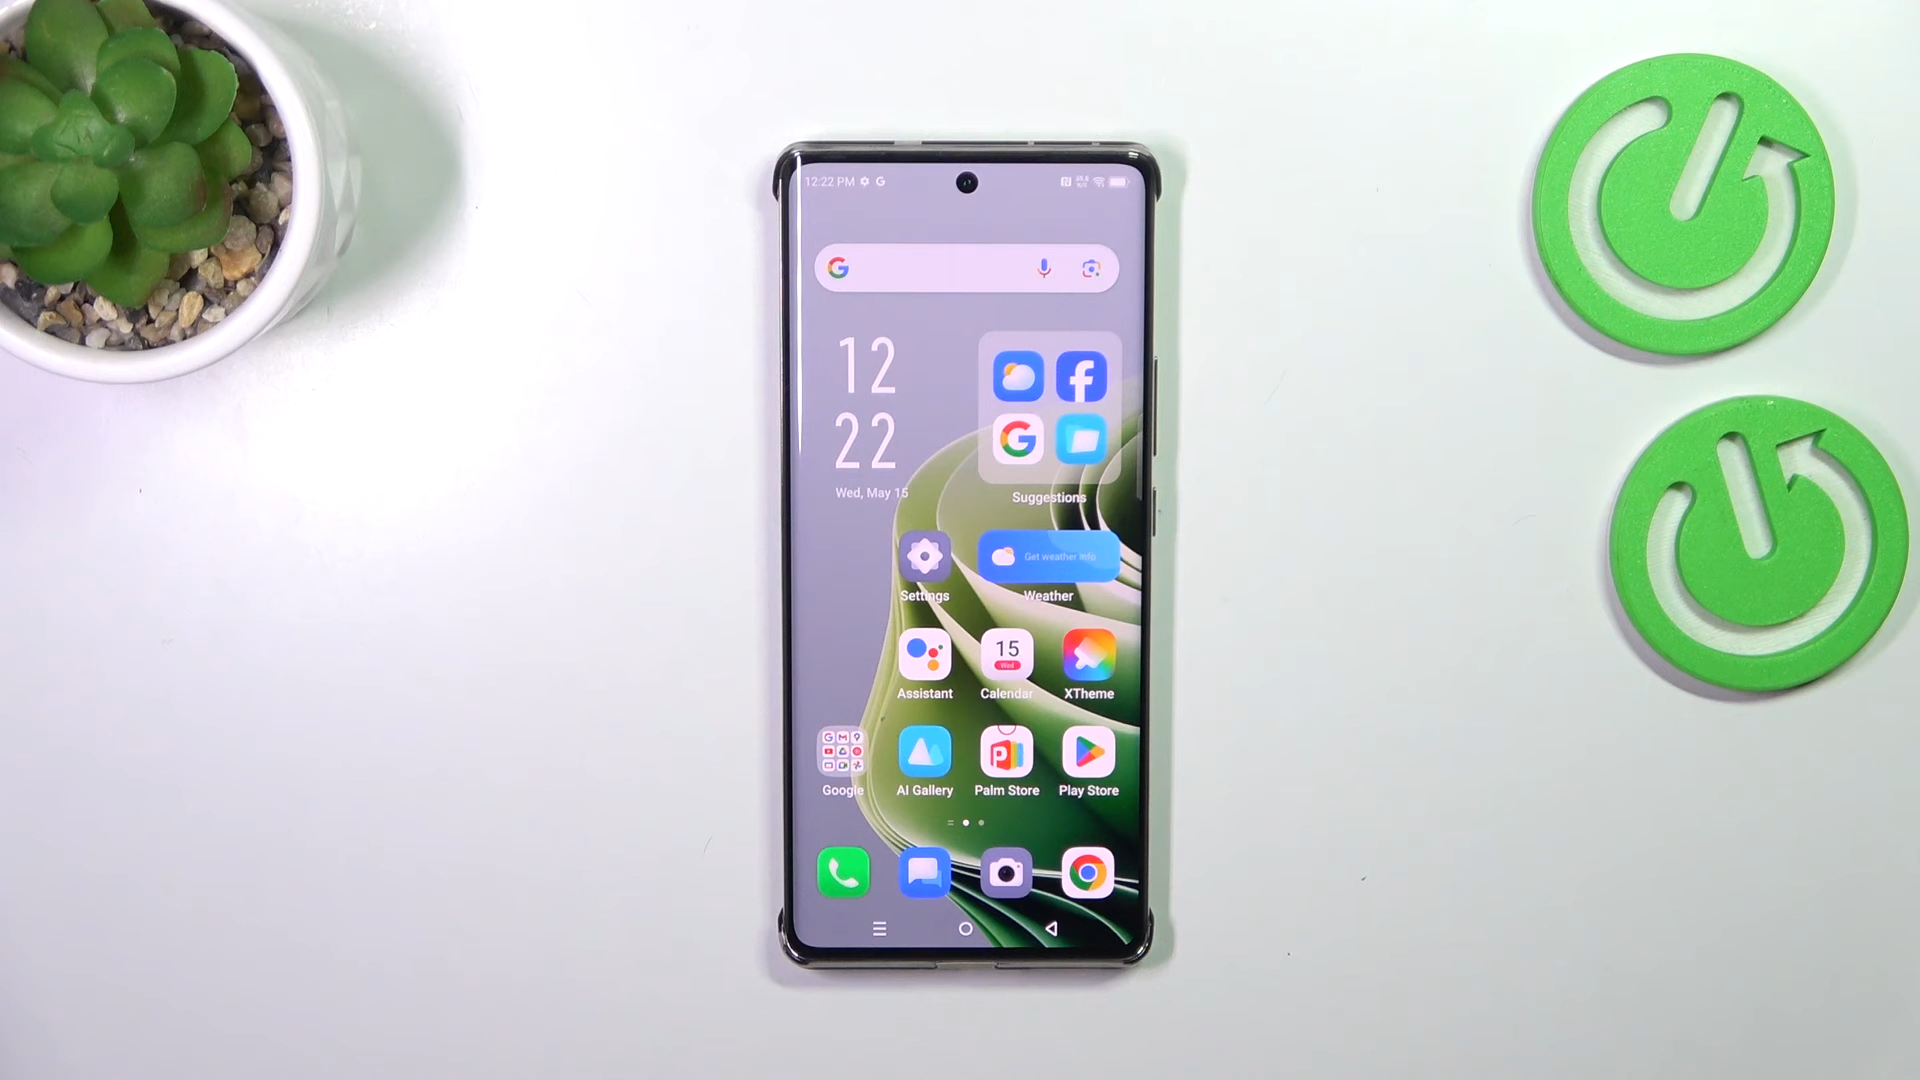 12:22 PM
12
22
Wed, May 15
Suggestions
Settings
Get weather info
Weather
15
Wed
Assistant
Calendar
XTheme
Google
AI Gallery
Palm Store
Play Store